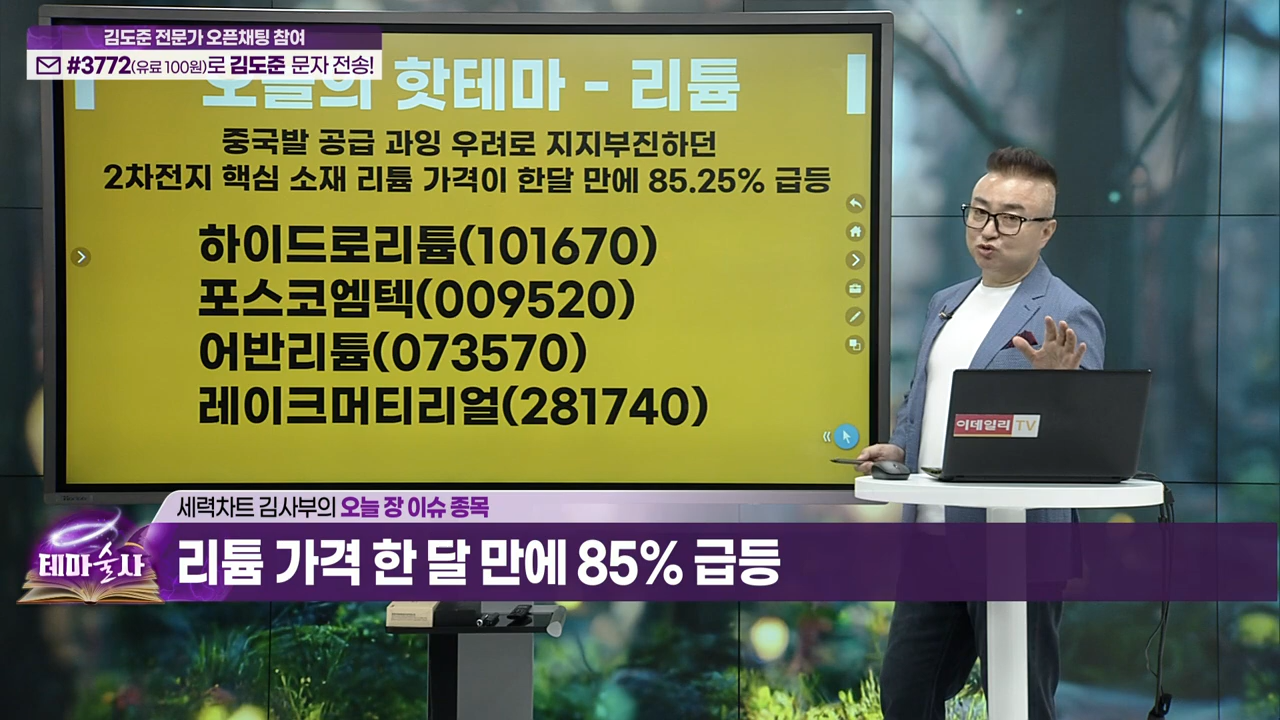 김도준 전문가 오픈채팅 참여
#3772(유료 100원)로 김도준 문자 전송!
오늘의 핫테마 - 리튬
중국발 공급 과잉 우려로 지지부진하던
2차전지 핵심 소재 리튬 가격이 한달 만에 85.25% 급등
하이드로리튬(101670)
포스코엠텍(009520)
어반리튬(073570)
레이크머티리얼(281740)
이데일리TV
세력차트 김사부의 오늘 장 이슈 종목
테마술사
리튬 가격 한 달 만에 85% 급등